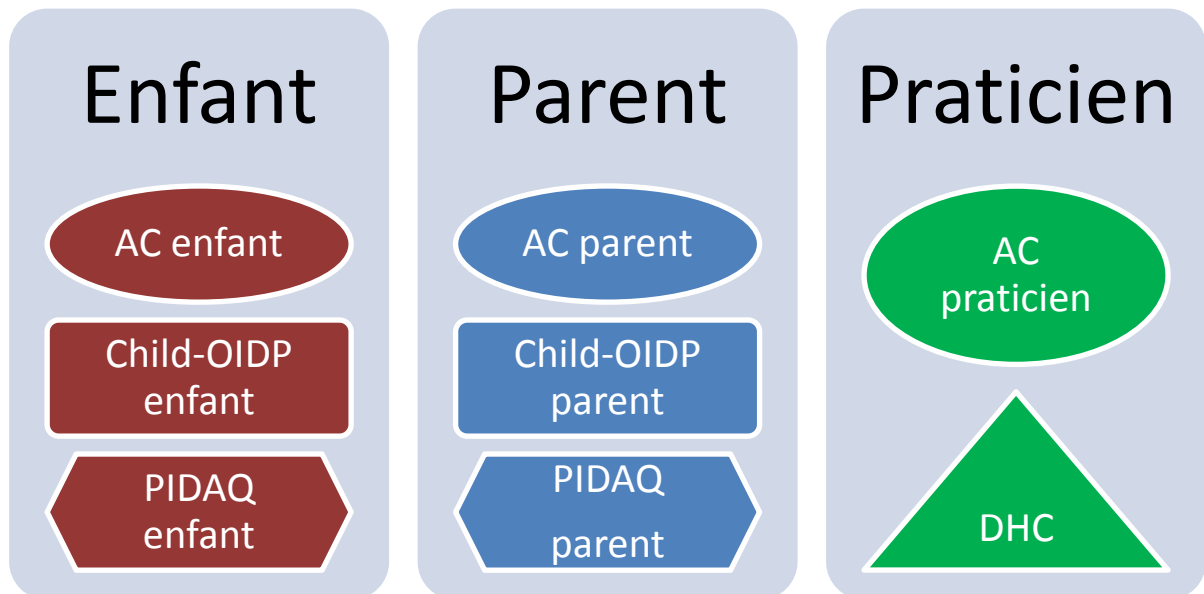 Enfant
AC enfant
Child-OIDP
enfant
PIDAQ
enfant
Parent
AC parent
Child-OIDP
parent
PIDAQ
parent
Praticien
AC
praticien
DHC